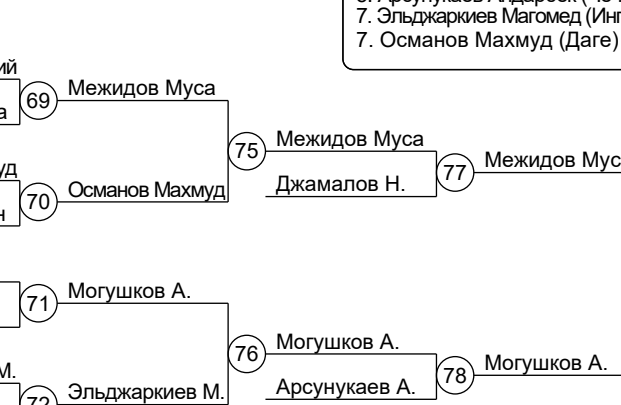 7. Эльджаркиев Магомед
7. Османов Махмуд (Даге)
69
Межидов Муса
75
Межидов Муса
77
Межидов
70
Османов Махмуд
Джамалов Н.
71
Могушков А.
76
Могушков А.
78
Могушков А.
М.
72
Эльджаркиев М.
Арсунукаев А.